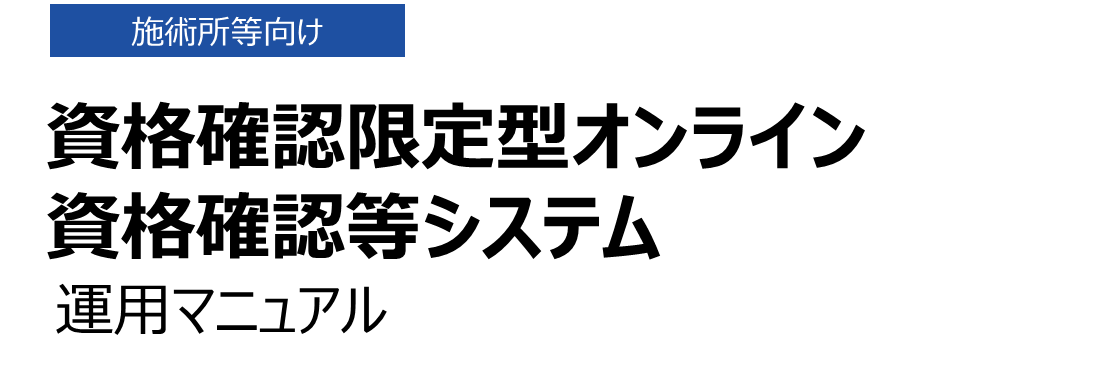 施術所等向け
資格確認限定型オンライン
資格確認等システム
運用マニュアル